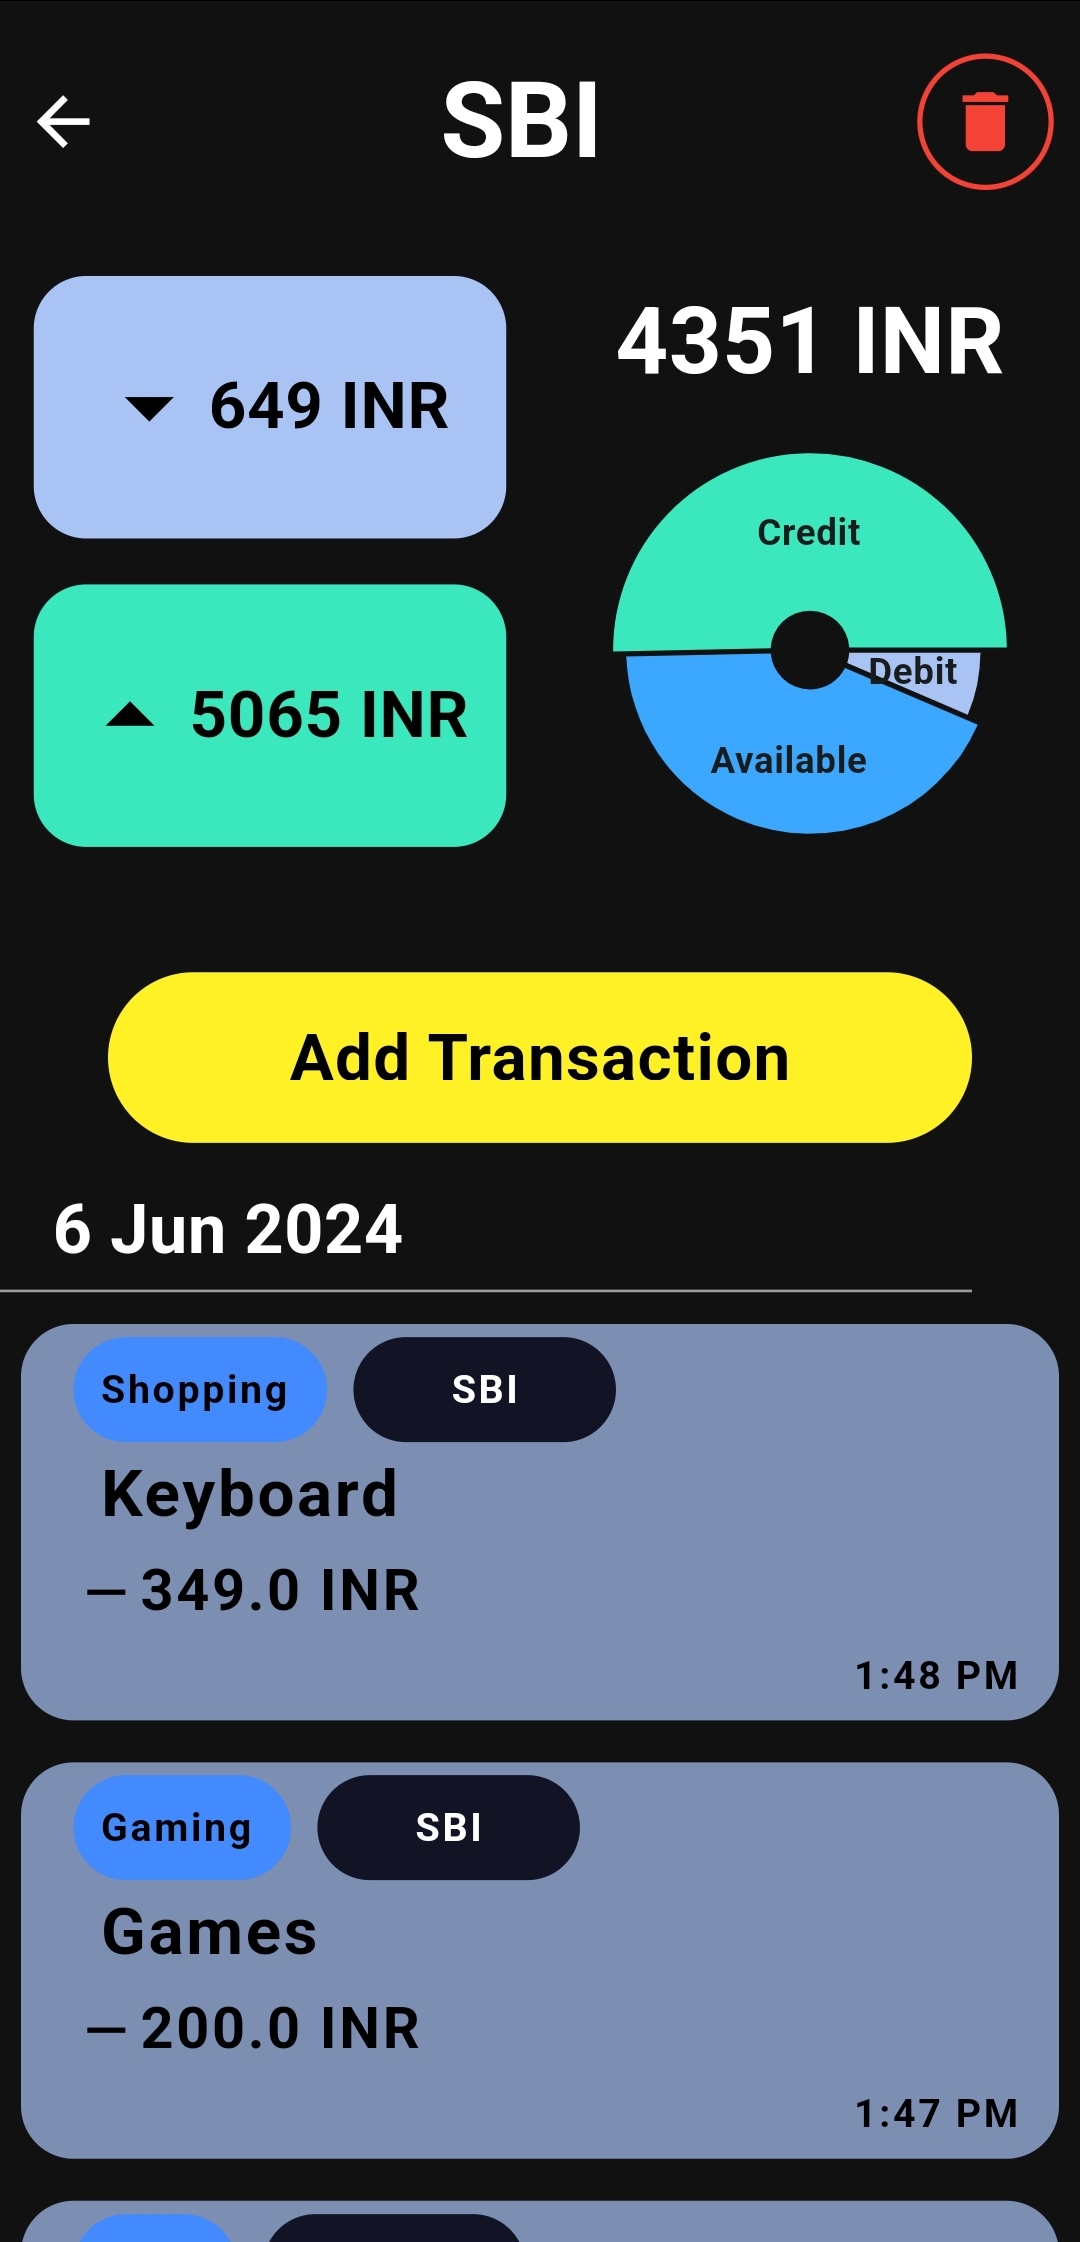 SBI
649 INR
4351 INR
5065 INR
Credit
Debit
Available
Add Transaction
6 Jun 2024
Shopping
SBI
Keyboard
— 349.0 INR
1:48 PM
Gaming
SBI
Games
— 200.0 INR
1:47 PM